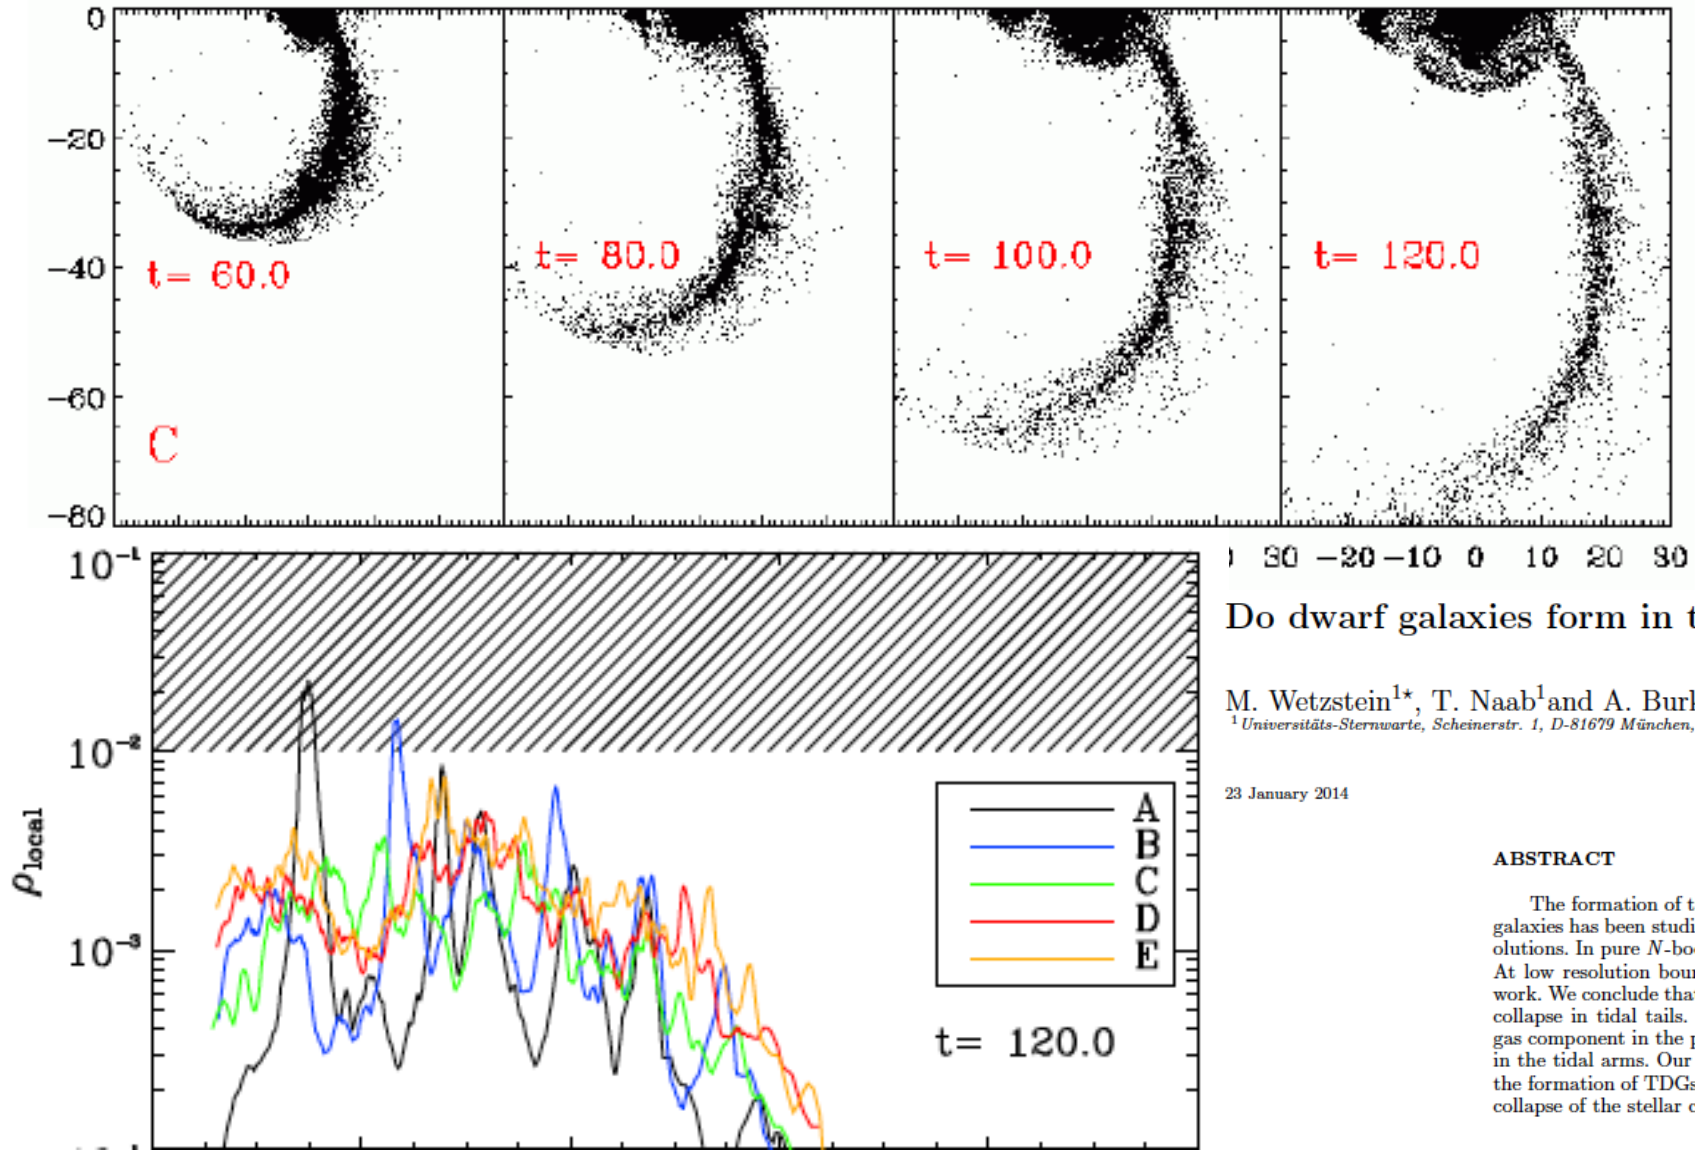 0
−20
−40
−60
−80
t= 60.0
t= 80.0
t= 100.0
t= 120.0
C
30 −20 −10 0 10 20 30
10⁻¹
10⁻²
10⁻³
ρlocal
A
B
C
D
E
t= 120.0
Do dwarf galaxies form in t
M. Wetzstein¹⋆, T. Naab¹and A. Burk
¹ Universitäts-Sternwarte, Scheinerstr. 1, D-81679 München,
23 January 2014
ABSTRACT
The formation of t
galaxies has been studi
olutions. In pure N-bo
At low resolution boun
work. We conclude that
collapse in tidal tails.
gas component in the p
in the tidal arms. Our
the formation of TDGs
collapse of the stellar c